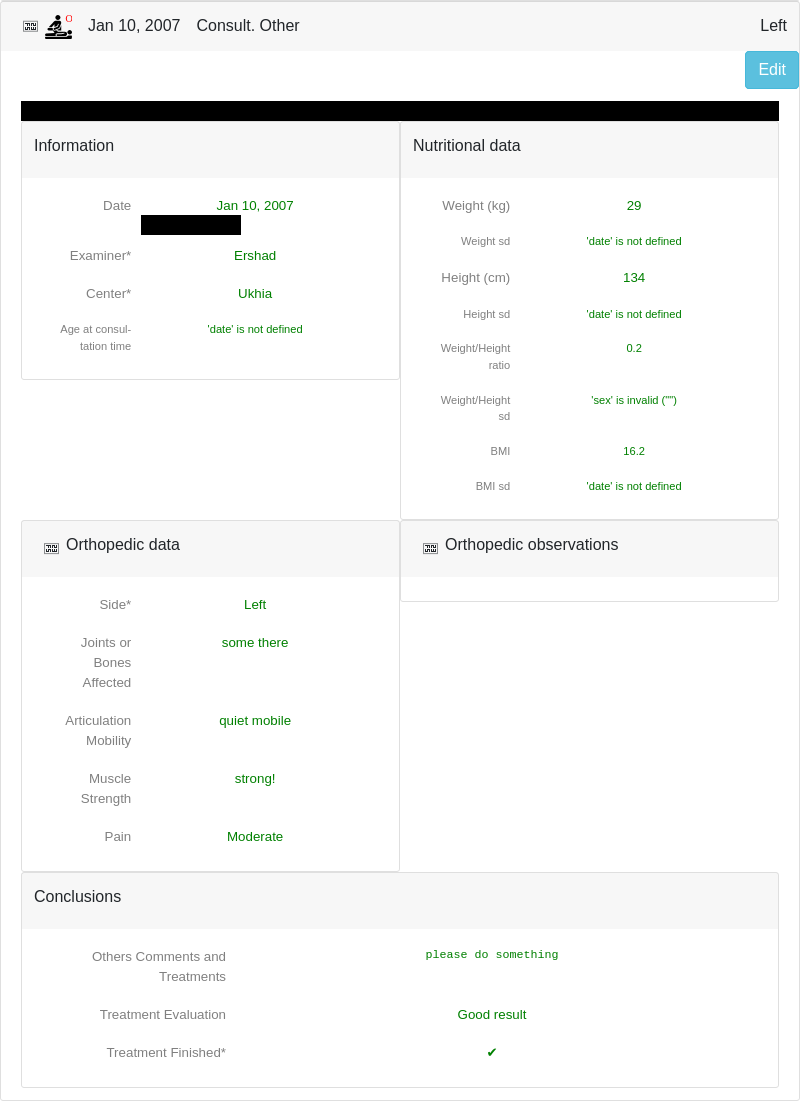 Jan 10, 2007 Consult. Other Left
Edit
Information
Date Jan 10, 2007
Examiner* Ershad
Center* Ukhia
Age at consul- 'date' is not defined
tation time
Nutritional data
Weight (kg) 29
Weight sd 'date' is not defined
Height (cm) 134
Height sd 'date' is not defined
Weight/Height 0.2
ratio
Weight/Height 'sex' is invalid ("")
sd
BMI 16.2
BMI sd 'date' is not defined
Orthopedic data
Side* Left
Joints or some there
Bones
Affected
Articulation quiet mobile
Mobility
Muscle strong!
Strength
Pain Moderate
Orthopedic observations
Conclusions
Others Comments and please do something
Treatments
Treatment Evaluation Good result
Treatment Finished* ✔